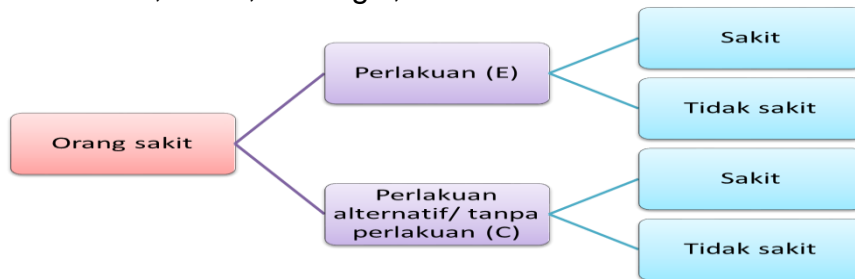 Perlakuan (E)
Sakit
Tidak sakit
Orang sakit
Perlakuan
alternatif/ tanpa
perlakuan (C)
Sakit
Tidak sakit